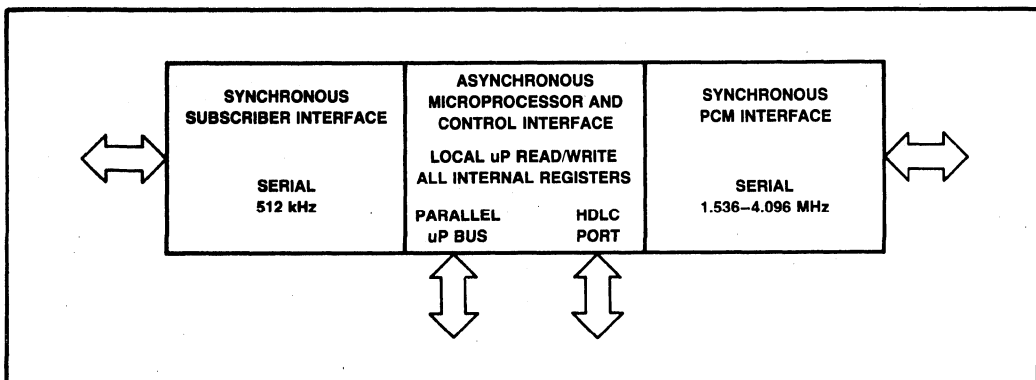 SYNCHRONOUS
SUBSCRIBER INTERFACE
SERIAL
512 kHz
ASYNCHRONOUS
MICROPROCESSOR AND
CONTROL INTERFACE
LOCAL uP READ/WRITE
ALL INTERNAL REGISTERS
PARALLEL
uP BUS
HDLC
PORT
SYNCHRONOUS
PCM INTERFACE
SERIAL
1.536–4.096 MHz